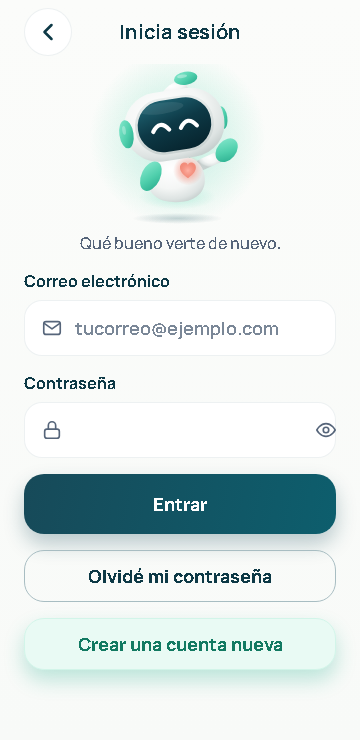 Inicia sesión
Qué bueno verte de nuevo.
Correo electrónico
tucorreo@ejemplo.com
Contraseña
Entrar
Olvidé mi contraseña
Crear una cuenta nueva